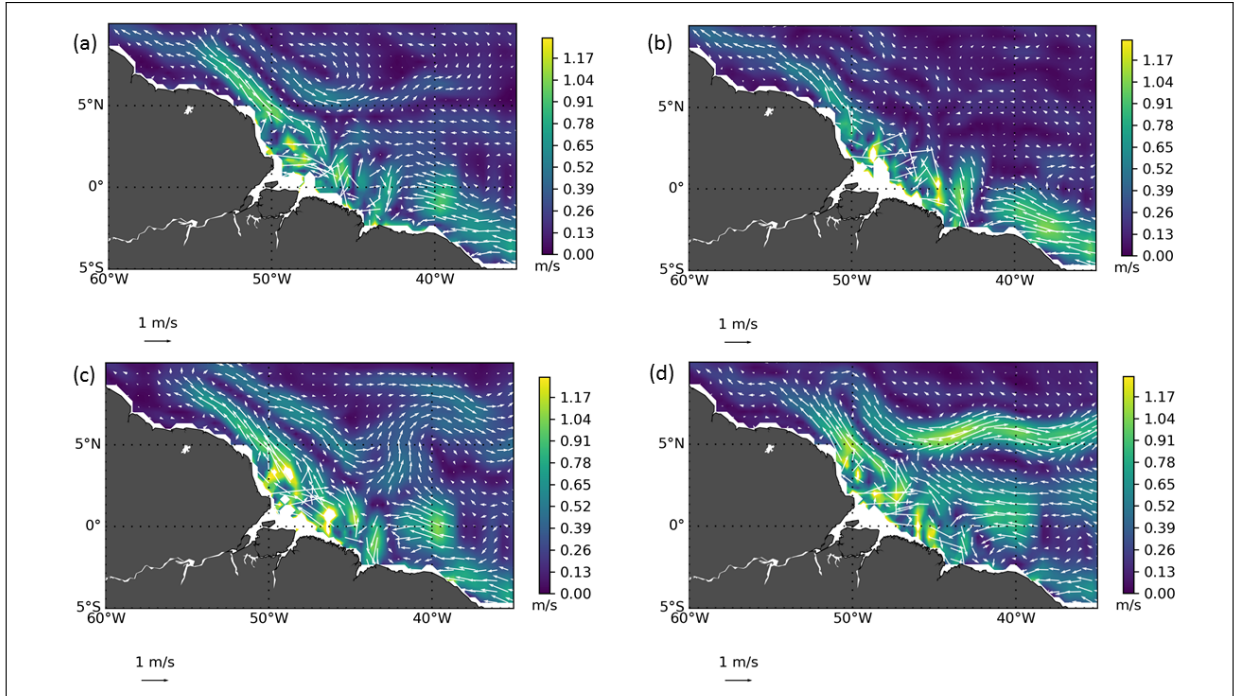 (a)
5°N
0°
5°S
60°W
50°W
40°W
1.17
1.04
0.91
0.78
0.65
0.52
0.39
0.26
0.13
0.00
m/s
1 m/s
(b)
5°N
0°
5°S
60°W
50°W
40°W
1.17
1.04
0.91
0.78
0.65
0.52
0.39
0.26
0.13
0.00
m/s
1 m/s
(c)
5°N
0°
5°S
60°W
50°W
40°W
1.17
1.04
0.91
0.78
0.65
0.52
0.39
0.26
0.13
0.00
m/s
1 m/s
(d)
5°N
0°
5°S
60°W
50°W
40°W
1.17
1.04
0.91
0.78
0.65
0.52
0.39
0.26
0.13
0.00
m/s
1 m/s